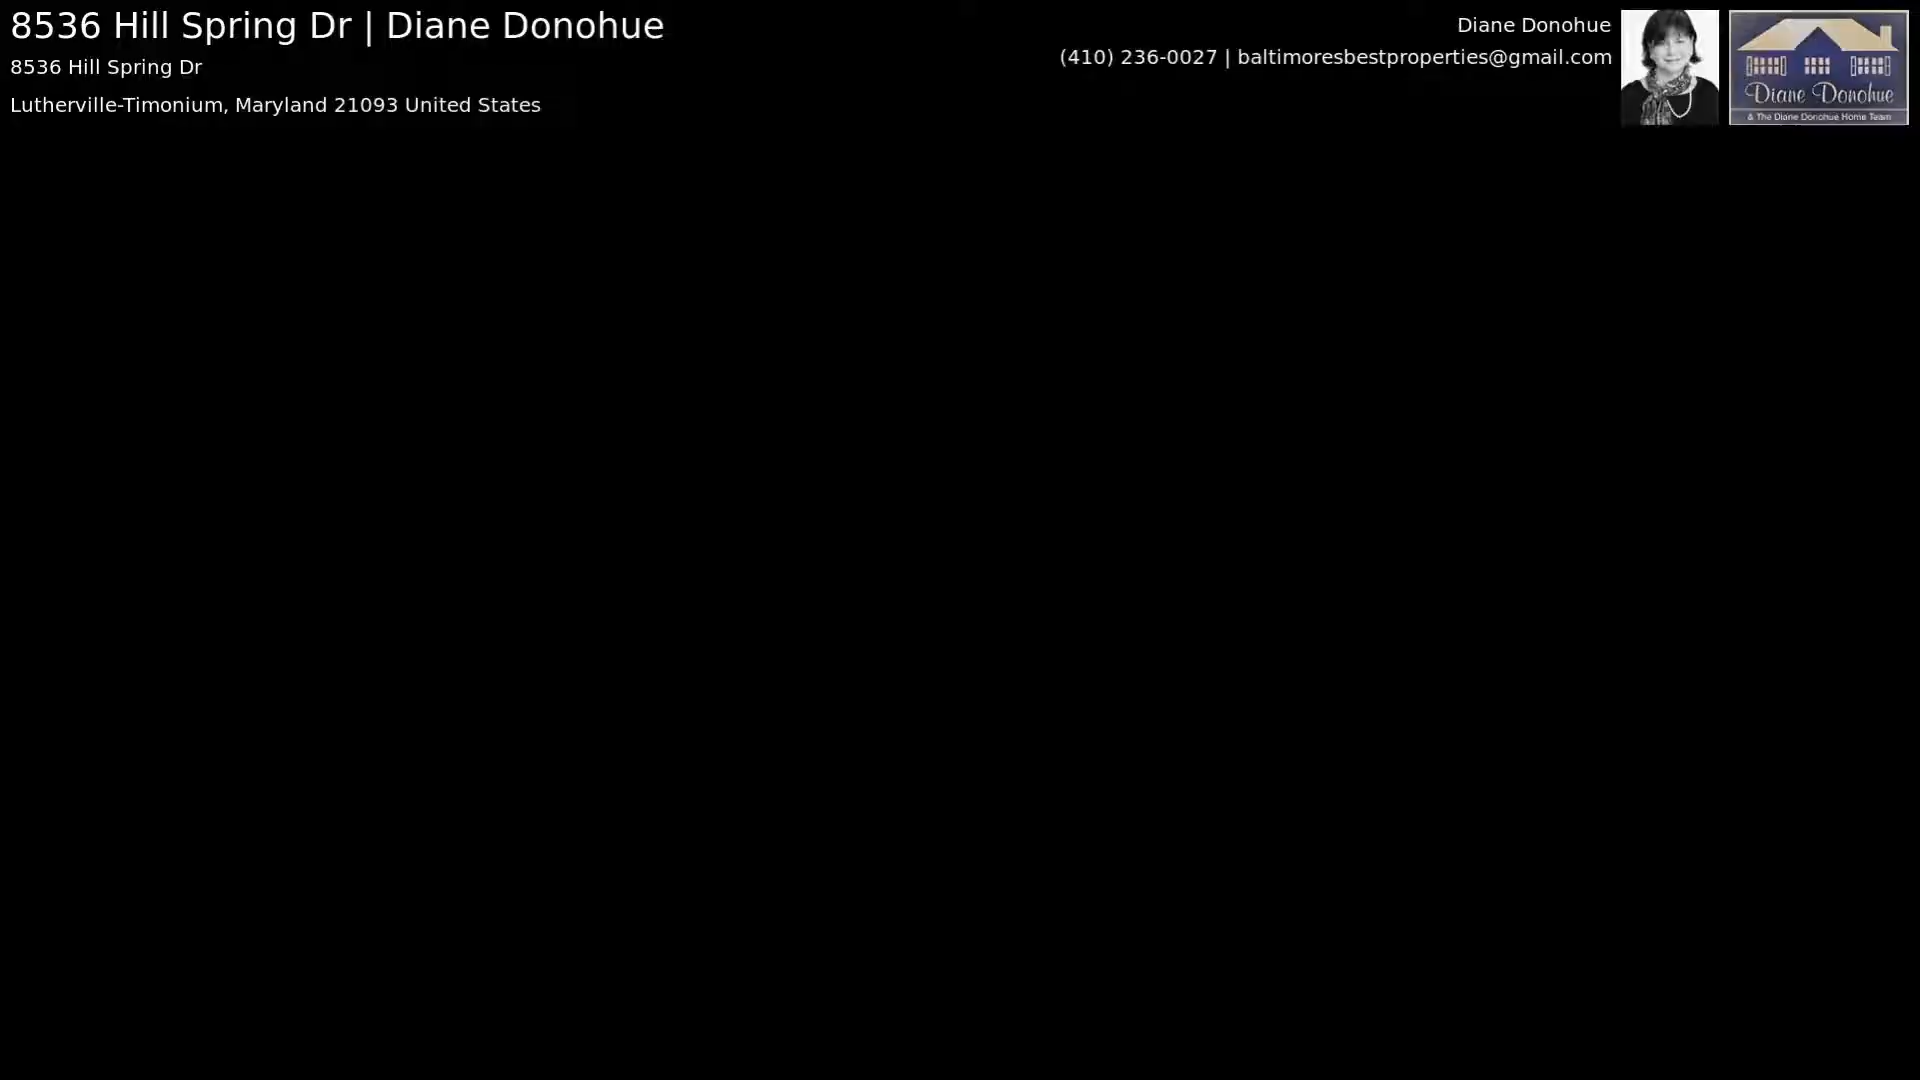 8536 Hill Spring Dr | Diane Donohue
8536 Hill Spring Dr
Lutherville-Timonium, Maryland 21093 United States
Diane Donohue
(410) 236-0027 | baltimoresbestproperties@gmail.com
Diane Donohue
& The Diane Donohue Home Team